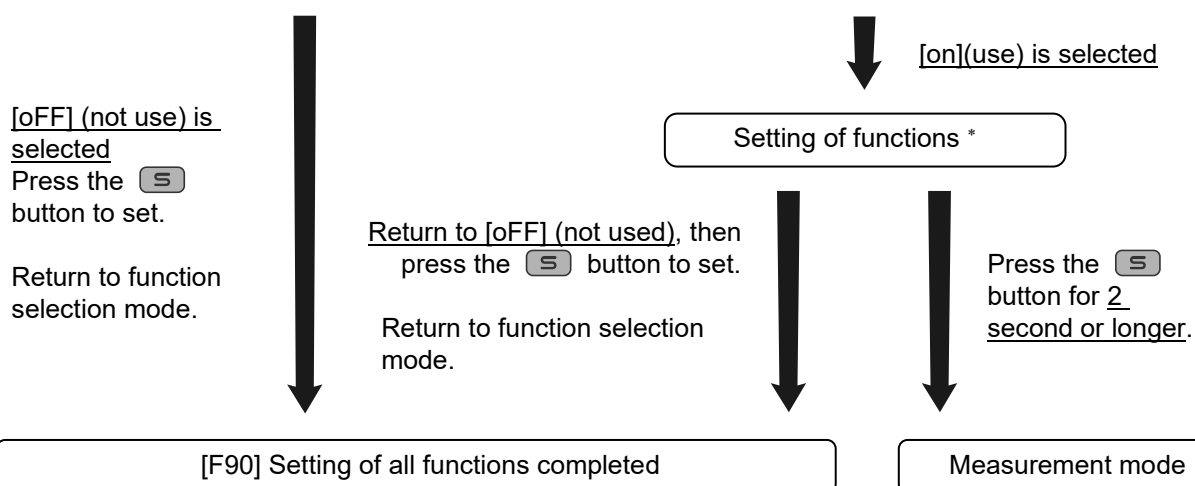 [on](use) is selected
[oFF] (not use) is
selected
Press the S
button to set.
Return to function
selection mode.
Setting of functions *
Return to [oFF] (not used), then
press the S button to set.
Return to function selection
mode.
Press the S
button for 2
second or longer.
[F90] Setting of all functions completed
Measurement mode